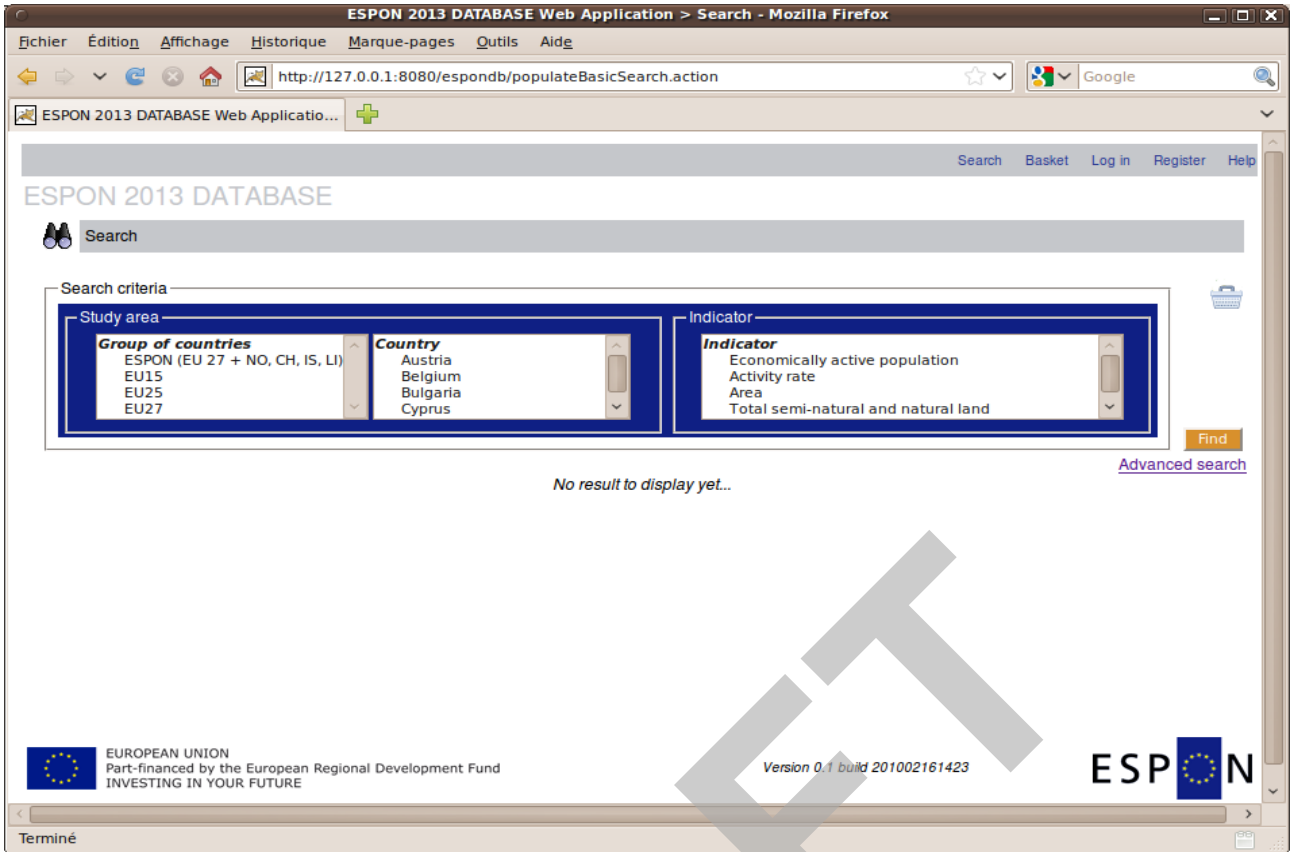 ESPON 2013 DATABASE Web Application > Search - Mozilla Firefox
Fichier Édition Affichage Historique Marque-pages Outils Aide
http://127.0.0.1:8080/espondb/populateBasicSearch.action Google
ESPON 2013 DATABASE Web Applicatio...
Search Basket Log in Register Help
ESPON 2013 DATABASE
Search
Search criteria
Study area
Group of countries
ESPON (EU 27 + NO, CH, IS, LI)
EU15
EU25
EU27
Country
Austria
Belgium
Bulgaria
Cyprus
Indicator
Indicator
Economically active population
Activity rate
Area
Total semi-natural and natural land
Find
Advanced search
No result to display yet...
EUROPEAN UNION
Part-financed by the European Regional Development Fund
INVESTING IN YOUR FUTURE
Version 0.1 build 201002161423
ESPON
Terminé
ET